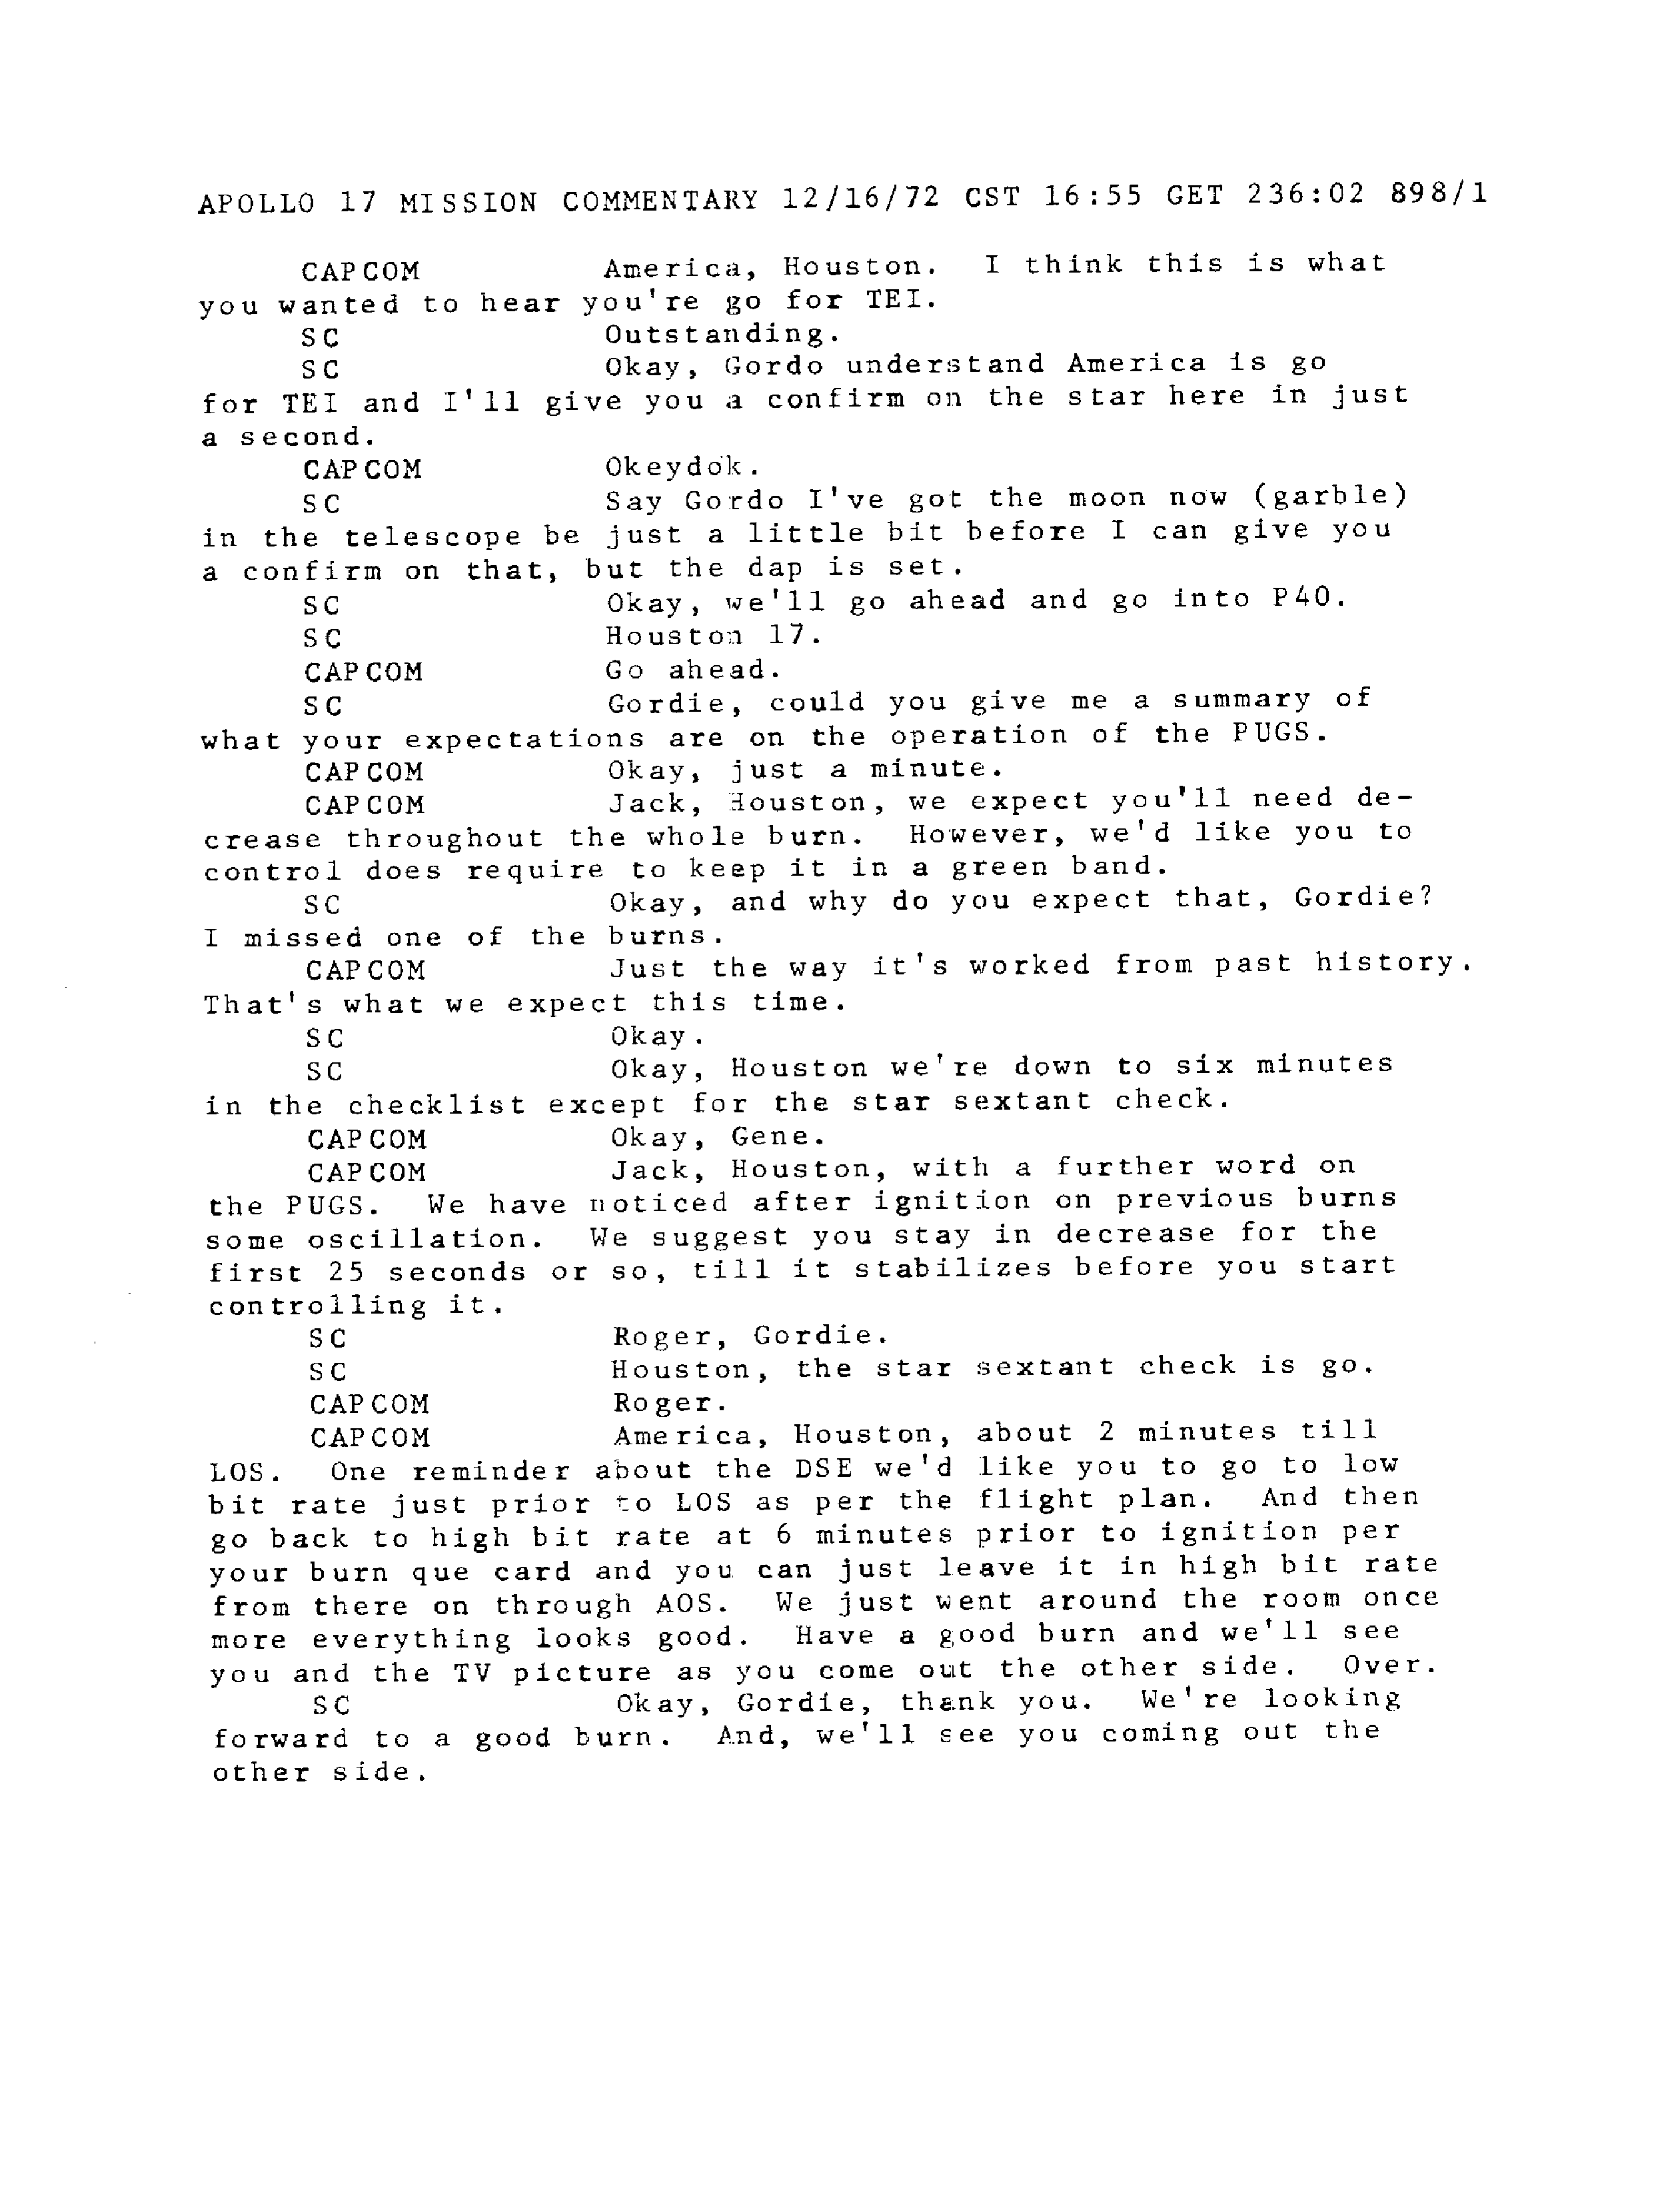 APOLLO 17 MISSION COMMENTARY 12/16/72 CST 16:55 GET 236:02 898/1
CAPCOM America, Houston. I think this is what
you wanted to hear you're go for TEI.
SC Outstanding.
SC Okay, Gordo understand America is go
for TEI and I'll give you a confirm on the star here in just
a second.
CAPCOM Okeydok.
SC Say Gordo I've got the moon now (garble)
in the telescope be just a little bit before I can give you
a confirm on that, but the dap is set.
SC Okay, we'll go ahead and go into P40.
SC Houston 17.
CAPCOM Go ahead.
SC Gordie, could you give me a summary of
what your expectations are on the operation of the PUGS.
CAPCOM Okay, just a minute.
CAPCOM Jack, Houston, we expect you'll need de-
crease throughout the whole burn. However, we'd like you to
control does require to keep it in a green band.
SC Okay, and why do you expect that, Gordie?
I missed one of the burns.
CAPCOM Just the way it's worked from past history.
That's what we expect this time.
SC Okay.
SC Okay, Houston we're down to six minutes
in the checklist except for the star sextant check.
CAPCOM Okay, Gene.
CAPCOM Jack, Houston, with a further word on
the PUGS. We have noticed after ignition on previous burns
some oscillation. We suggest you stay in decrease for the
first 25 seconds or so, till it stabilizes before you start
controlling it.
SC Roger, Gordie.
SC Houston, the star sextant check is go.
CAPCOM Roger.
CAPCOM America, Houston, about 2 minutes till
LOS. One reminder about the DSE we'd like you to go to low
bit rate just prior to LOS as per the flight plan. And then
go back to high bit rate at 6 minutes prior to ignition per
your burn que card and you can just leave it in high bit rate
from there on through AOS. We just went around the room once
more everything looks good. Have a good burn and we'll see
you and the TV picture as you come out the other side. Over.
SC Okay, Gordie, thank you. We're looking
forward to a good burn. And, we'll see you coming out the
other side.